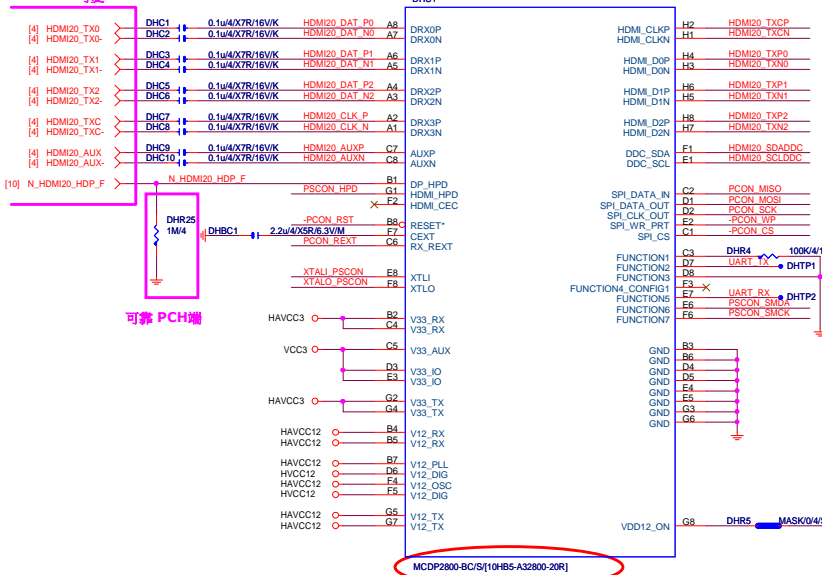 [4] HDMI20_TX0 DHC1 0.1u/4/X7R/16V/K HDMI20_DAT_P0 A8 DRX0P HDMI_CLKP H2 HDMI20_TXCP
[4] HDMI20_TX0- DHC2 0.1u/4/X7R/16V/K HDMI20_DAT_N0 A7 DRX0N HDMI_CLKN H1 HDMI20_TXCN
[4] HDMI20_TX1 DHC3 0.1u/4/X7R/16V/K HDMI20_DAT_P1 A6 DRX1P HDMI_D0P H4 HDMI20_TXP0
[4] HDMI20_TX1- DHC4 0.1u/4/X7R/16V/K HDMI20_DAT_N1 A5 DRX1N HDMI_D0N H3 HDMI20_TXN0
[4] HDMI20_TX2 DHC5 0.1u/4/X7R/16V/K HDMI20_DAT_P2 A4 DRX2P HDMI_D1P H6 HDMI20_TXP1
[4] HDMI20_TX2- DHC6 0.1u/4/X7R/16V/K HDMI20_DAT_N2 A3 DRX2N HDMI_D1N H5 HDMI20_TXN1
[4] HDMI20_TXC DHC7 0.1u/4/X7R/16V/K HDMI20_CLK_P A2 DRX3P HDMI_D2P H8 HDMI20_TXP2
[4] HDMI20_TXC- DHC8 0.1u/4/X7R/16V/K HDMI20_CLK_N A1 DRX3N HDMI_D2N H7 HDMI20_TXN2
[4] HDMI20_AUX DHC9 0.1u/4/X7R/16V/K HDMI20_AUXP C7 AUXP DDC_SDA F1 HDMI20_SDADDC
[4] HDMI20_AUX- DHC10 0.1u/4/X7R/16V/K HDMI20_AUXN C8 AUXN DDC_SCL E1 HDMI20_SCLDDC
[10] N_HDMI20_HDP_F N_HDMI20_HDP_F B1 DP_HPD
PSCON_HPD G1 HDMI_HPD SPI_DATA_IN C2 PCON_MISO
F2 HDMI_CEC SPI_DATA_OUT D1 PCON_MOSI
SPI_CLK_OUT D2 PCON_SCK
DHR25 -PCON_RST B8 RESET* SPI_WR_PRT E2 -PCON_WP
1M/4 DHBC1 2.2u/4/X5R/6.3V/M F7 CEXT SPI_CS C1 -PCON_CS
PCON_REXT C6 RX_REXT
FUNCTION1 C3 DHR4 100K/4/1
FUNCTION2 D7 UART_TX DHTP1
XTALI_PSCON E8 XTLI FUNCTION3 D8
XTALO_PSCON F8 XTLO FUNCTION4_CONFIG1 F3
FUNCTION5 E7 UART_RX DHTP2
FUNCTION6 E6 PSCON_SMDA
可靠 PCH端 HAVCC3 B2 V33_RX FUNCTION7 F6 PSCON_SMCK
C4 V33_RX
VCC3 C5 V33_AUX GND B3
GND B6
D3 V33_IO GND D4
E3 V33_IO GND D5
GND E4
HAVCC3 G2 V33_TX GND E5
G4 V33_TX GND G3
GND G6
HAVCC12 B4 V12_RX
HAVCC12 B5 V12_RX
HAVCC12 B7 V12_PLL
HVCC12 D6 V12_DIG
HAVCC12 F4 V12_OSC
HVCC12 F5 V12_DIG
HAVCC12 G5 V12_TX
HAVCC12 G7 V12_TX VDD12_ON G8 DHR5 MASK/0/4/
MCDP2800-BC/S/[10HB5-A32800-20R]